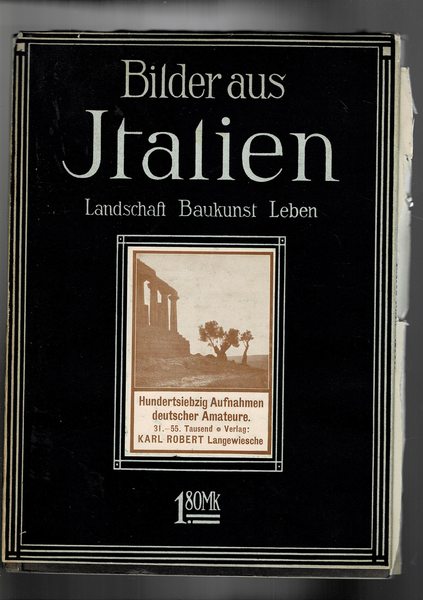 Bilder aus
Jtalien
Landschaft Baukunst Leben
Hundertsiebzig Aufnahmen
deutscher Amateure.
31.–55. Tausend • Verlag:
KARL ROBERT Langewiesche
1.80Mk